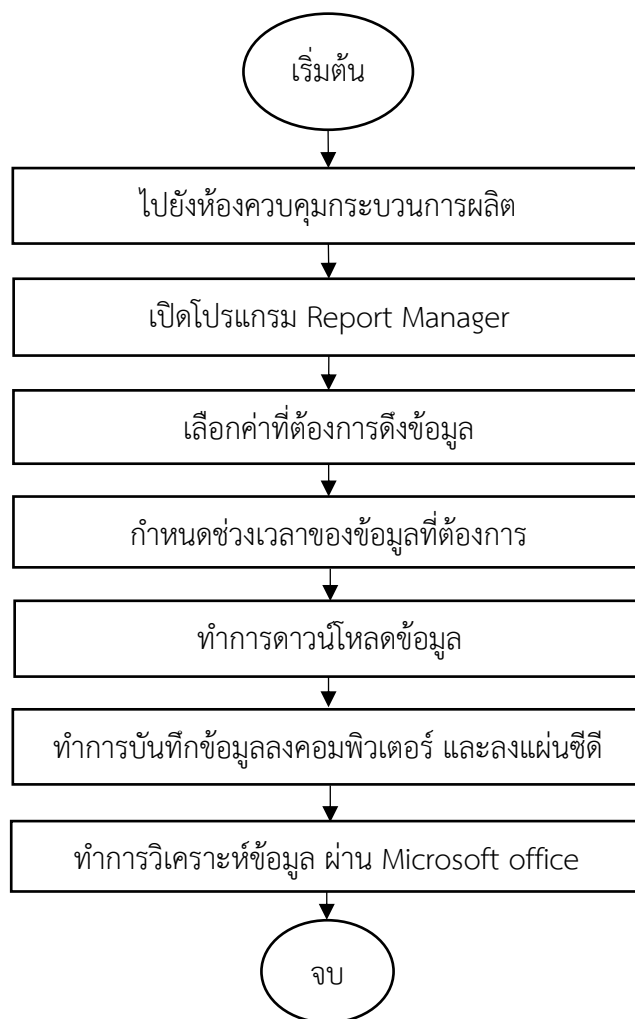 เริ่มต้น
ไปยังห้องควบคุมกระบวนการผลิต
เปิดโปรแกรม Report Manager
เลือกค่าที่ต้องการดึงข้อมูล
กำหนดช่วงเวลาของข้อมูลที่ต้องการ
ทำการดาวน์โหลดข้อมูล
ทำการบันทึกข้อมูลลงคอมพิวเตอร์ และลงแผ่นซีดี
ทำการวิเคราะห์ข้อมูล ผ่าน Microsoft office
จบ